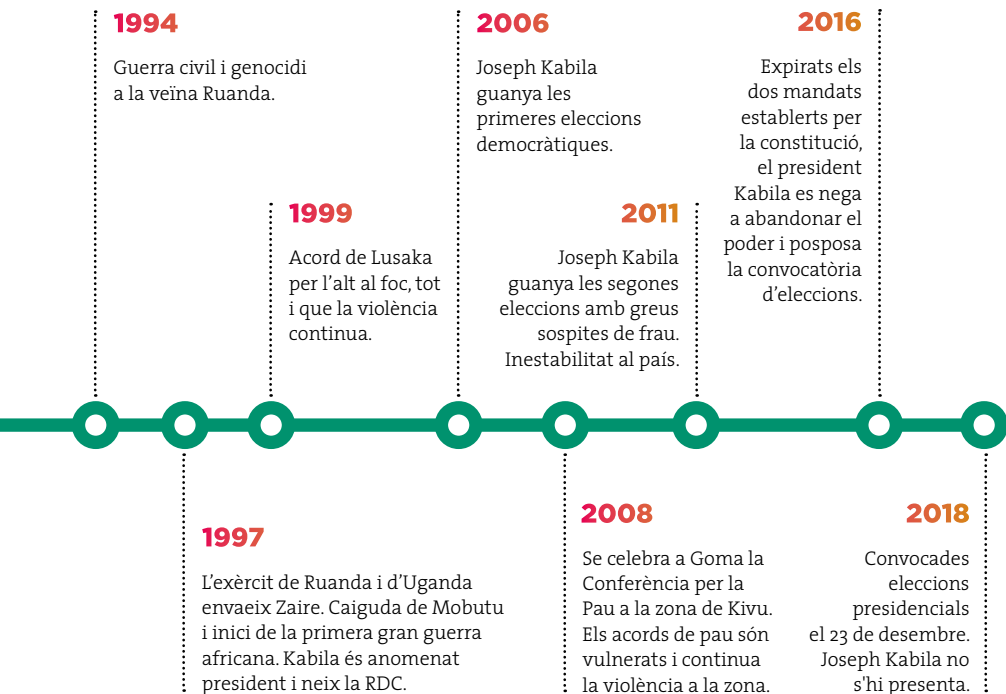 1994
Guerra civil i genocidi
a la veïna Ruanda.
1997
L'exèrcit de Ruanda i d'Uganda
envaeix Zaire. Caiguda de Mobutu
i inici de la primera gran guerra
africana. Kabila és anomenat
president i neix la RDC.
1999
Acord de Lusaka
per l'alt al foc, tot
i que la violència
continua.
2006
Joseph Kabila
guanya les
primeres eleccions
democràtiques.
2008
Se celebra a Goma la
Conferència per la
Pau a la zona de Kivu.
Els acords de pau són
vulnerats i continua
la violència a la zona.
2011
Joseph Kabila
guanya les segones
eleccions amb greus
sospites de frau.
Inestabilitat al país.
2016
Expirats els
dos mandats
establerts per
la constitució,
el president
Kabila es nega
a abandonar el
poder i posposa
la convocatòria
d'eleccions.
2018
Convocades
eleccions
presidencials
el 23 de desembre.
Joseph Kabila no
s'hi presenta.